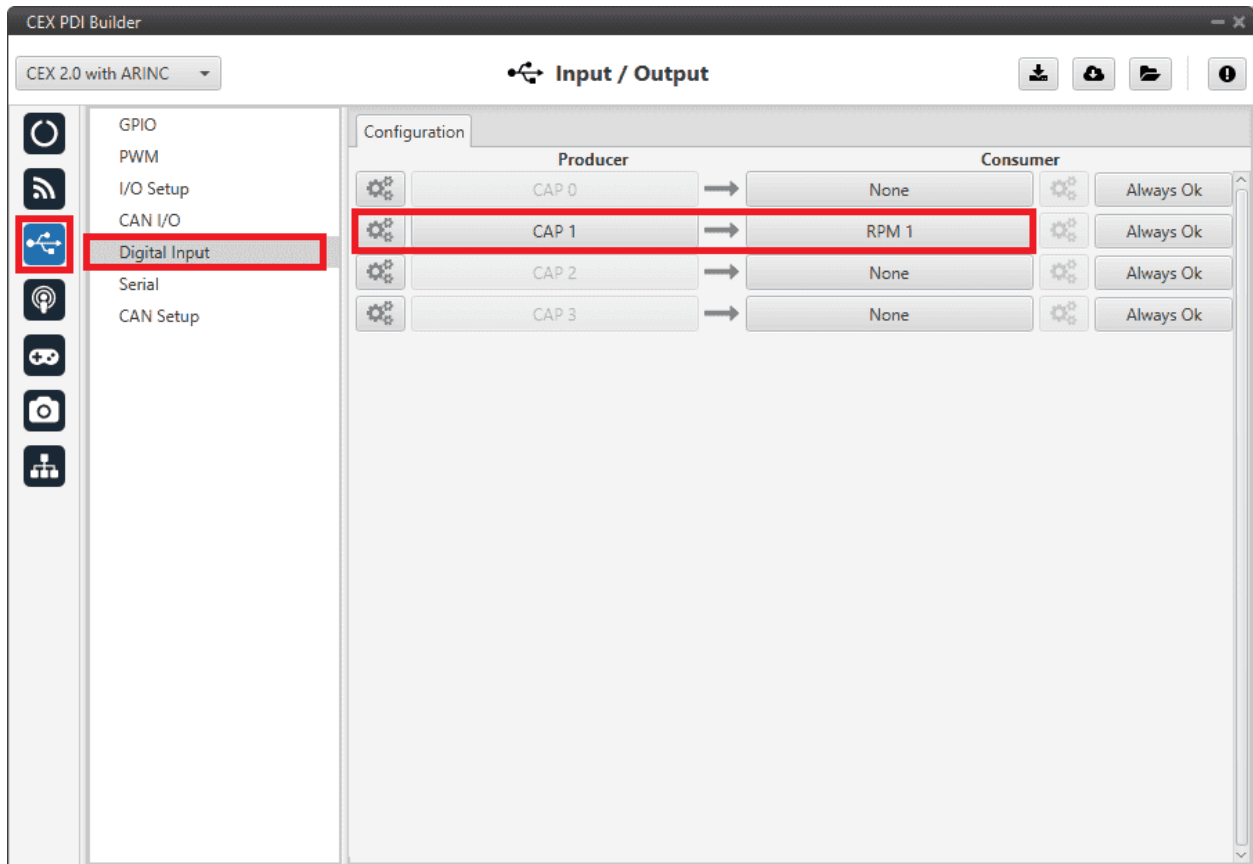 CEX PDI Builder
CEX 2.0 with ARINC
Input / Output
GPIO
PWM
I/O Setup
CAN I/O
Digital Input
Serial
CAN Setup
Configuration
Producer Consumer
CAP 0 None Always Ok
CAP 1 RPM 1 Always Ok
CAP 2 None Always Ok
CAP 3 None Always Ok